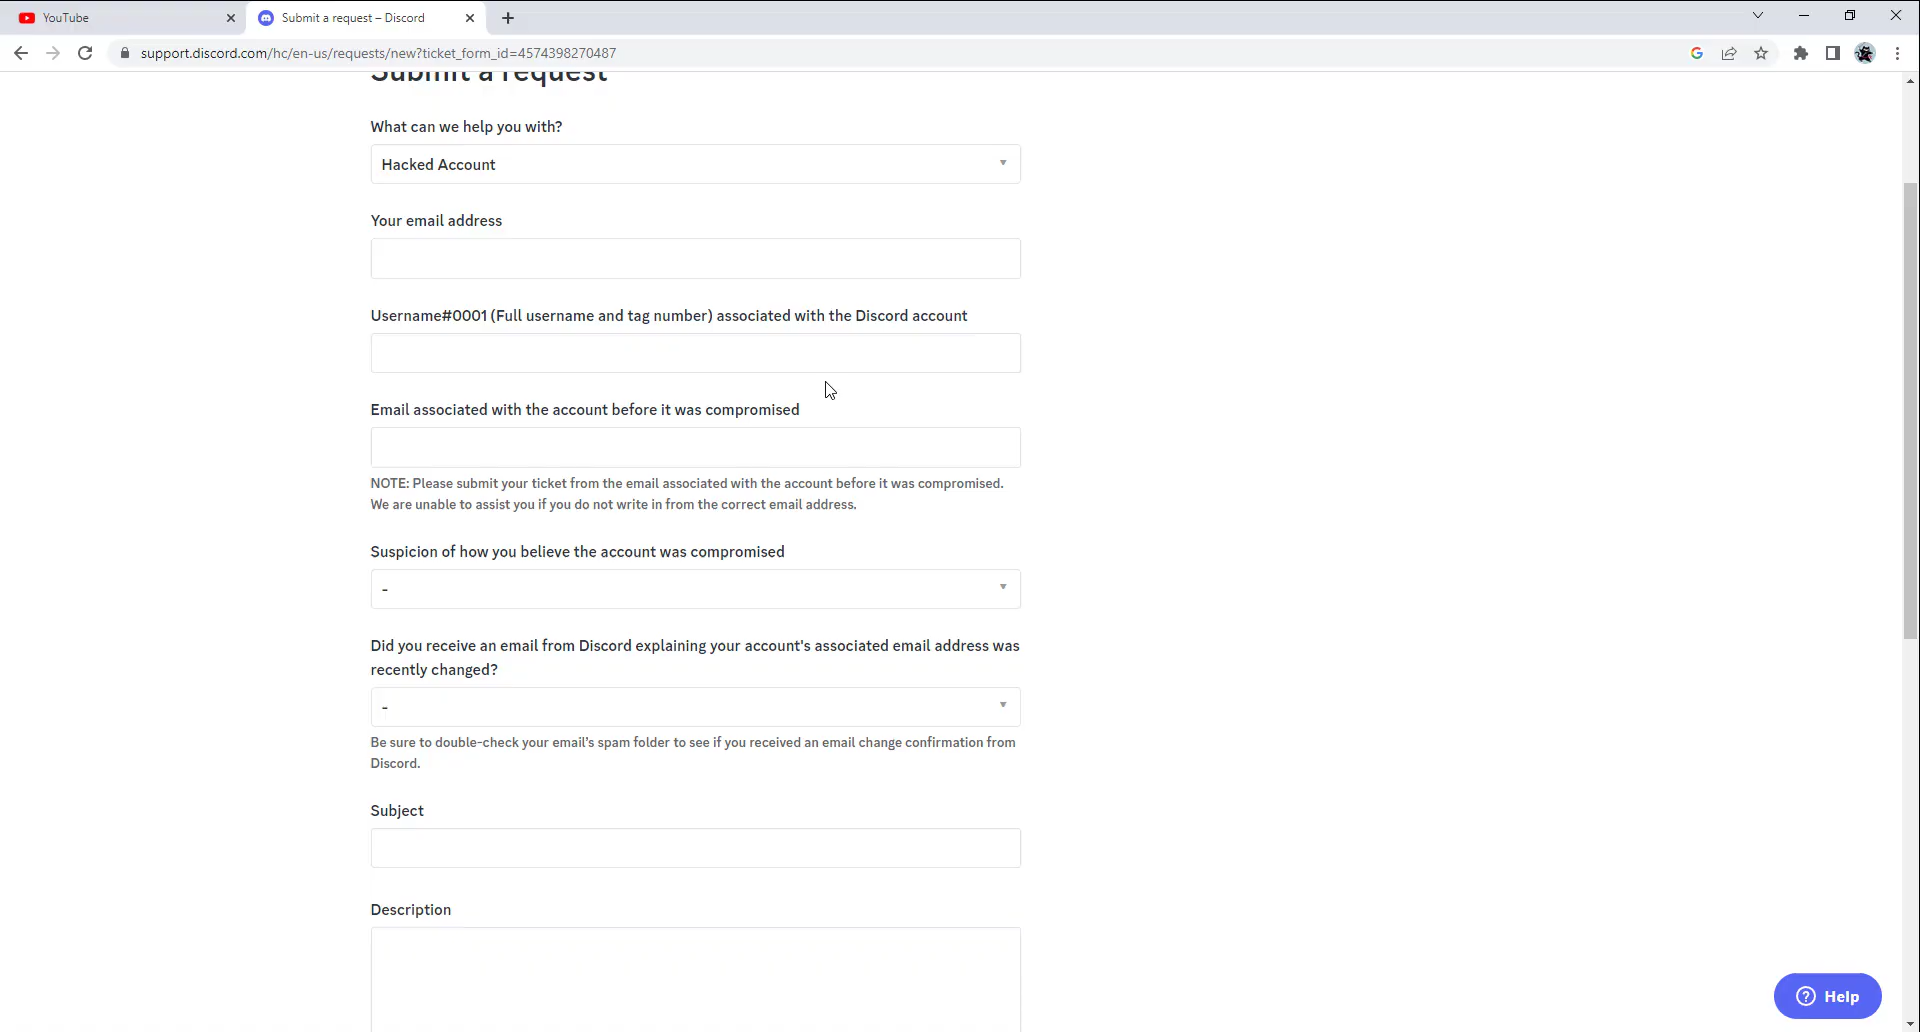 YouTube
Submit a request – Discord
support.discord.com/hc/en-us/requests/new?ticket_form_id=4574398270487
Submit a request
What can we help you with?
Hacked Account
Your email address
Username#0001 (Full username and tag number) associated with the Discord account
Email associated with the account before it was compromised
NOTE: Please submit your ticket from the email associated with the account before it was compromised.
We are unable to assist you if you do not write in from the correct email address.
Suspicion of how you believe the account was compromised
-
Did you receive an email from Discord explaining your account's associated email address was
recently changed?
-
Be sure to double-check your email’s spam folder to see if you received an email change confirmation from
Discord.
Subject
Description
Help